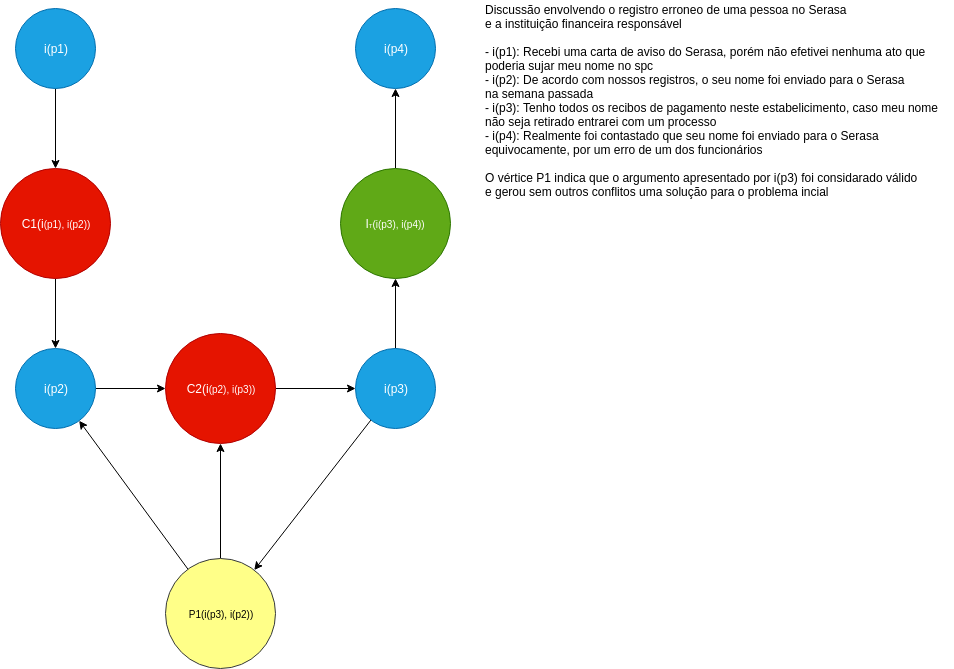 i(p1)
i(p4)
C1(i(p1), i(p2))
Iᵣ(i(p3), i(p4))
i(p2)
C2(i(p2), i(p3))
i(p3)
P1(i(p3), i(p2))
Discussão envolvendo o registro erroneo de uma pessoa no Serasa
e a instituição financeira responsável
- i(p1): Recebi uma carta de aviso do Serasa, porém não efetivei nenhuma ato que
poderia sujar meu nome no spc
- i(p2): De acordo com nossos registros, o seu nome foi enviado para o Serasa
na semana passada
- i(p3): Tenho todos os recibos de pagamento neste estabelicimento, caso meu nome
não seja retirado entrarei com um processo
- i(p4): Realmente foi contastado que seu nome foi enviado para o Serasa
equivocamente, por um erro de um dos funcionários
O vértice P1 indica que o argumento apresentado por i(p3) foi considarado válido
e gerou sem outros conflitos uma solução para o problema incial